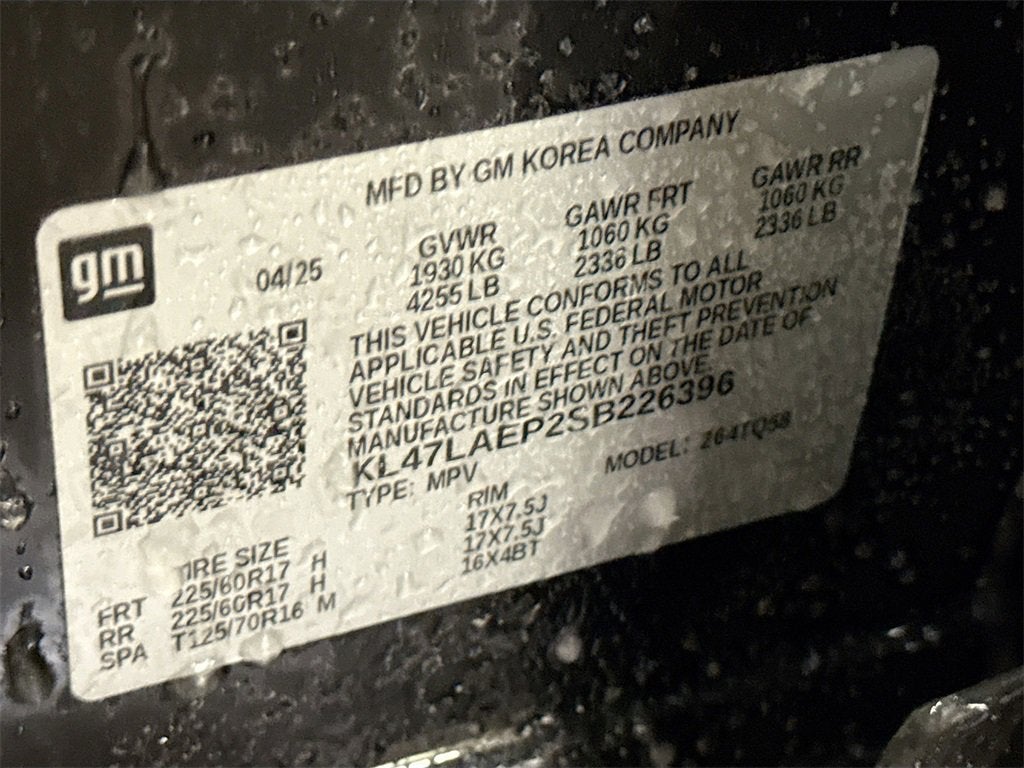 MFD BY GM KOREA COMPANY
gm
04/25
GVWR GAWR FRT GAWR RR
1930 KG 1060 KG 1060 KG
4255 LB 2336 LB 2336 LB
THIS VEHICLE CONFORMS TO ALL
APPLICABLE U.S. FEDERAL MOTOR
VEHICLE SAFETY AND THEFT PREVENTION
STANDARDS IN EFFECT ON THE DATE OF
MANUFACTURE SHOWN ABOVE.
KL47LAEP2SB226396
TYPE: MPV MODEL: 264TQ58
TIRE SIZE RIM
FRT 225/60R17 H 17X7.5J
RR 225/60R17 H 17X7.5J
SPA T125/70R16 M 16X4BT